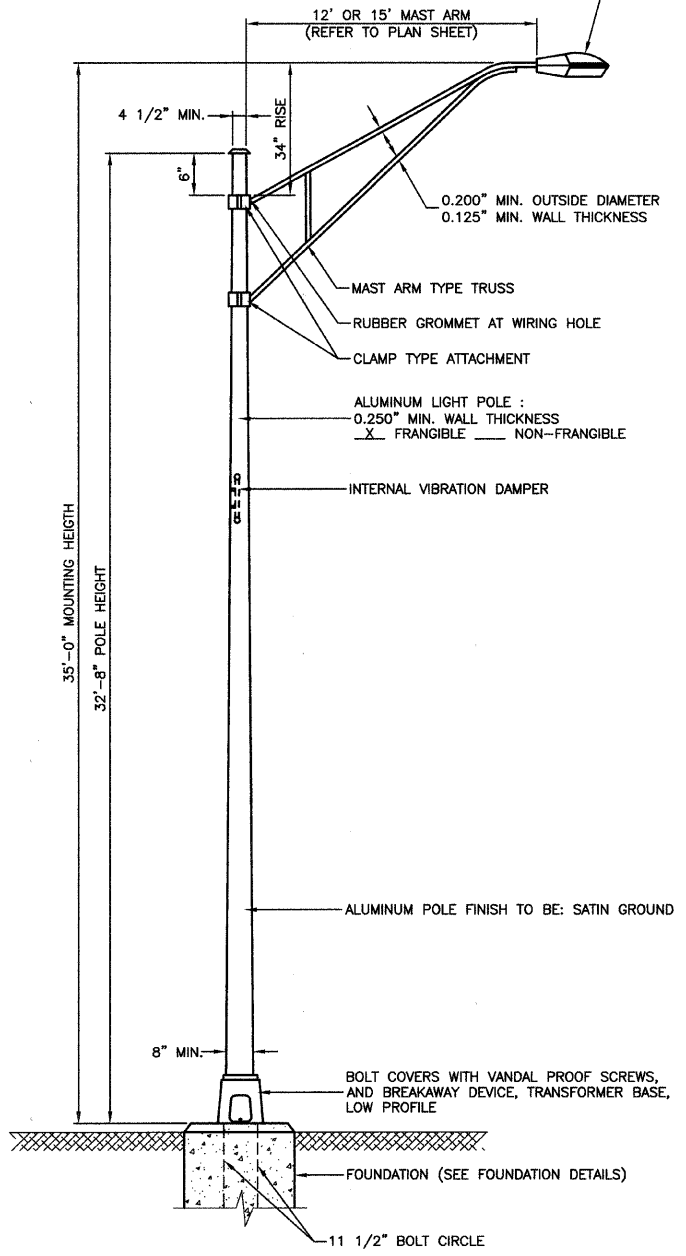 12' OR 15' MAST ARM
(REFER TO PLAN SHEET)
4 1/2" MIN.
34" RISE
6"
0.200" MIN. OUTSIDE DIAMETER
0.125" MIN. WALL THICKNESS
MAST ARM TYPE TRUSS
RUBBER GROMMET AT WIRING HOLE
CLAMP TYPE ATTACHMENT
ALUMINUM LIGHT POLE :
0.250" MIN. WALL THICKNESS
_X_ FRANGIBLE ___ NON-FRANGIBLE
INTERNAL VIBRATION DAMPER
35'-0" MOUNTING HEIGTH
32'-8" POLE HEIGHT
ALUMINUM POLE FINISH TO BE: SATIN GROUND
8" MIN.
BOLT COVERS WITH VANDAL PROOF SCREWS,
AND BREAKAWAY DEVICE, TRANSFORMER BASE,
LOW PROFILE
FOUNDATION (SEE FOUNDATION DETAILS)
11 1/2" BOLT CIRCLE